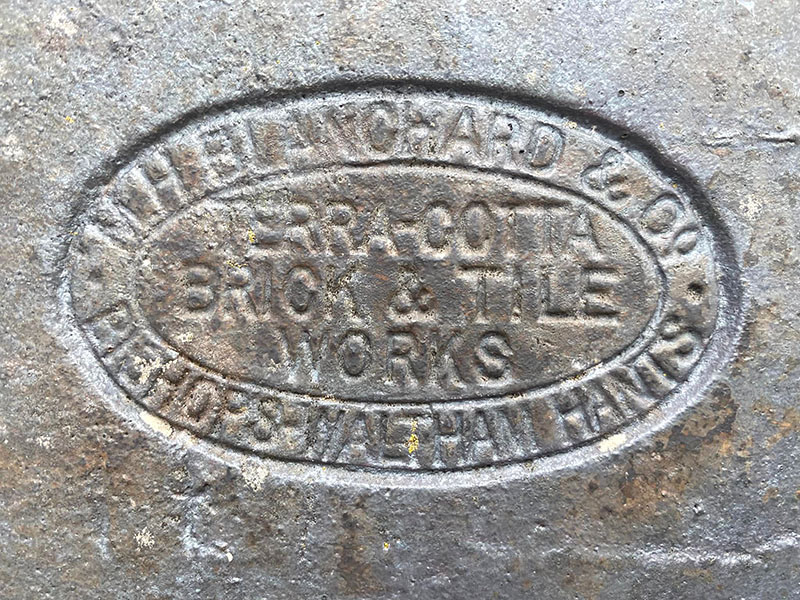 W.H. BLANCHARD & Cº
TERRA-COTTA
BRICK & TILE
WORKS
BISHOPS-WALTHAM HANTS